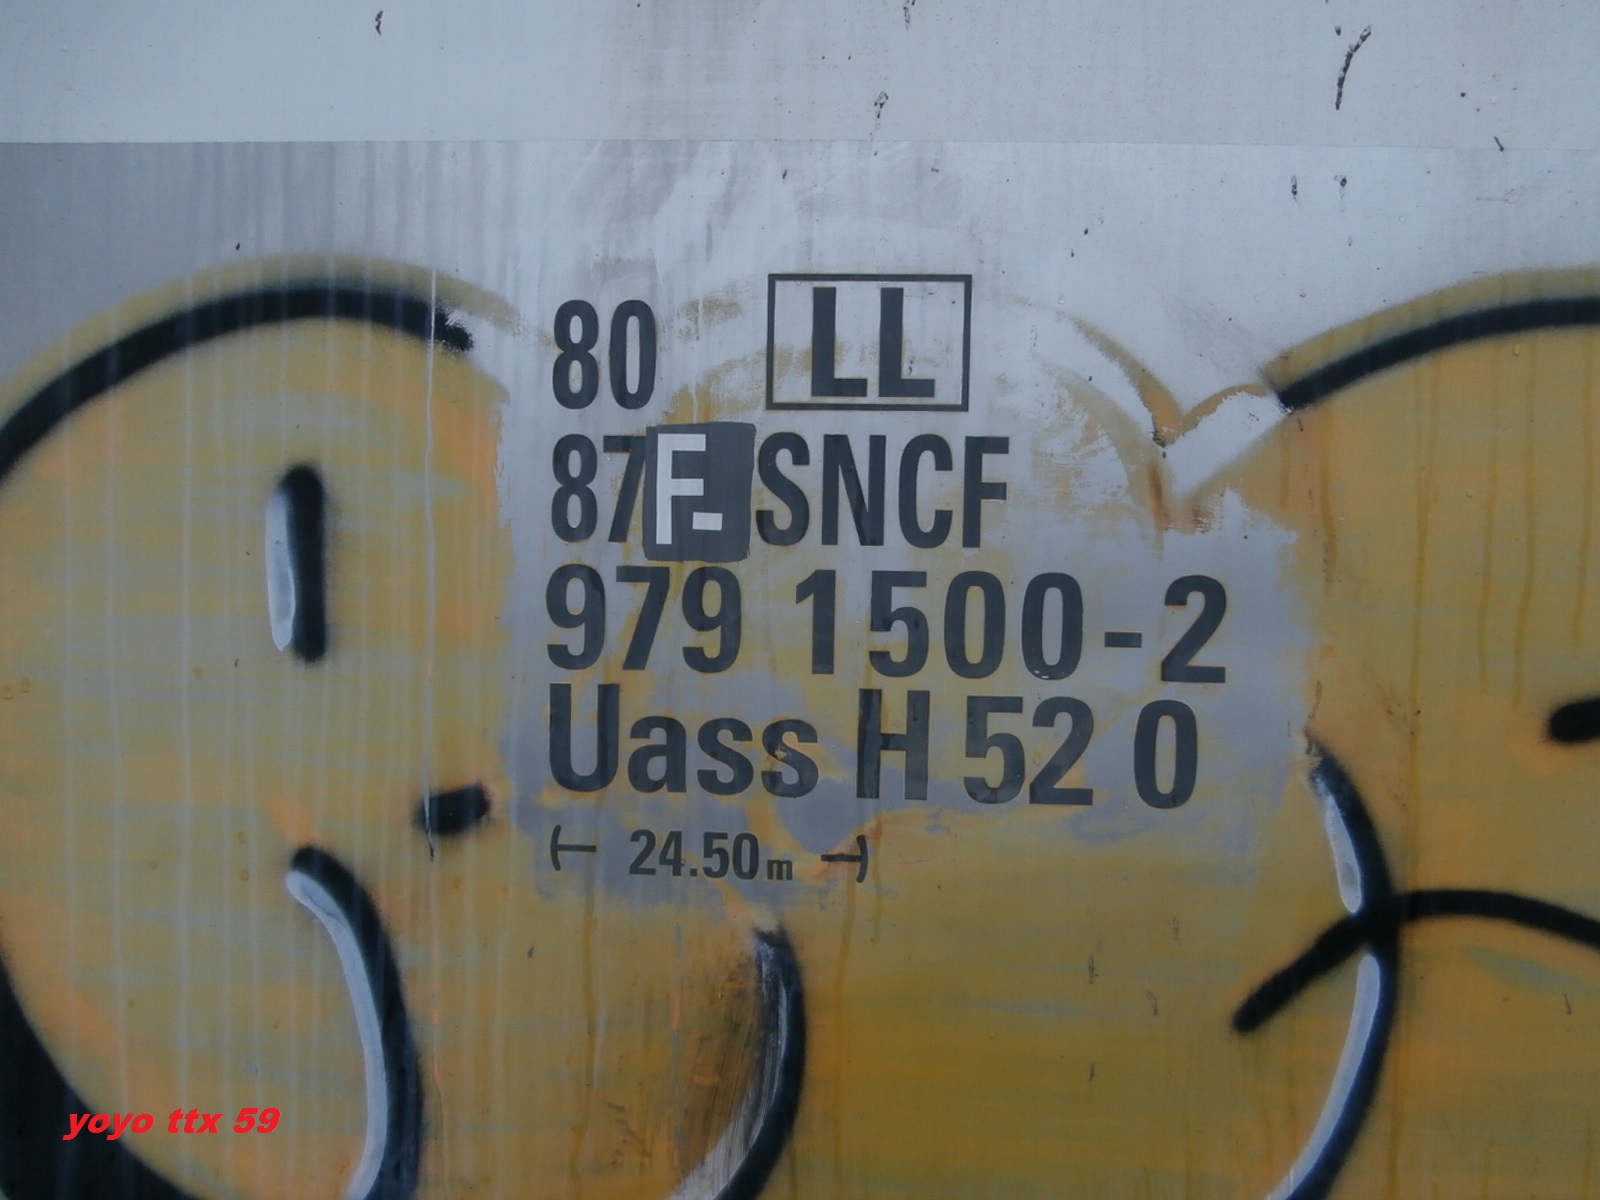 80 LL
87 F- SNCF
979 1500-2
Uass H 52 0
24.50m
yoyo ttx 59